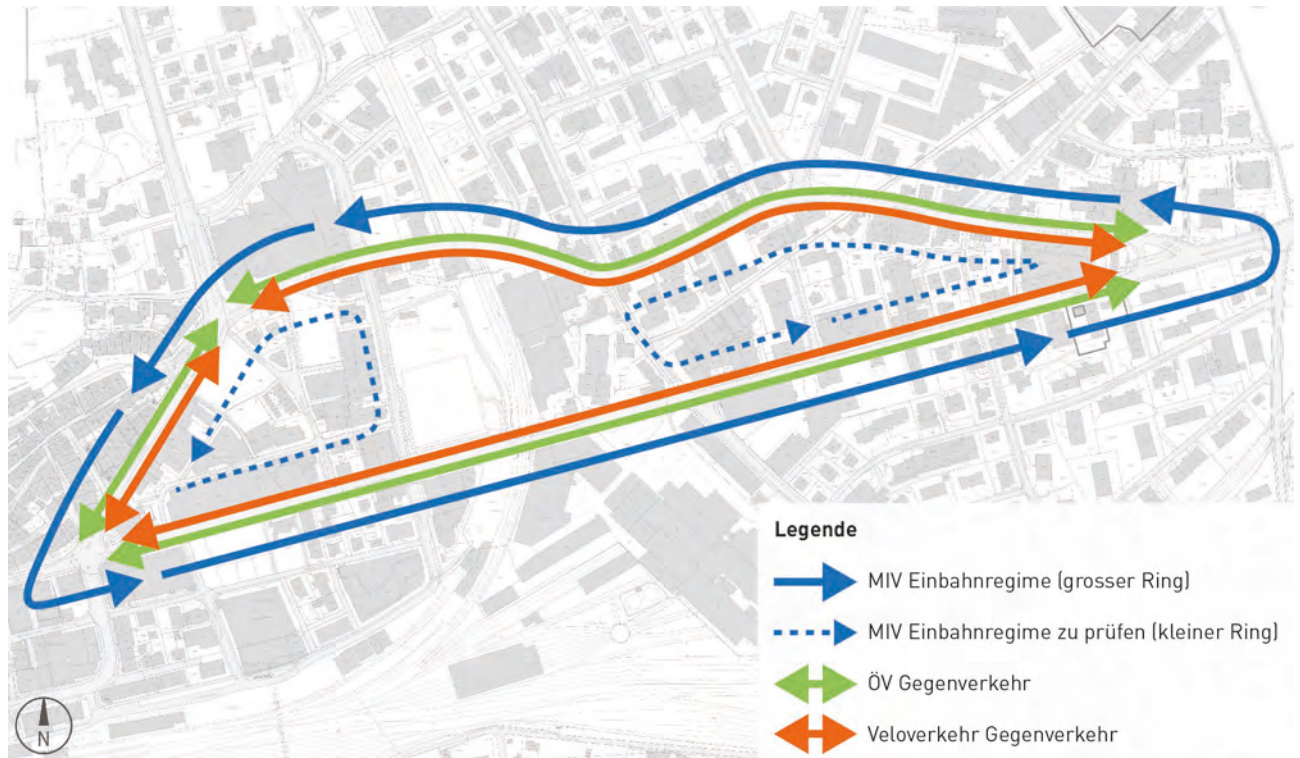 Legende
MIV Einbahnregime (grosser Ring)
MIV Einbahnregime zu prüfen (kleiner Ring)
ÖV Gegenverkehr
Veloverkehr Gegenverkehr
N